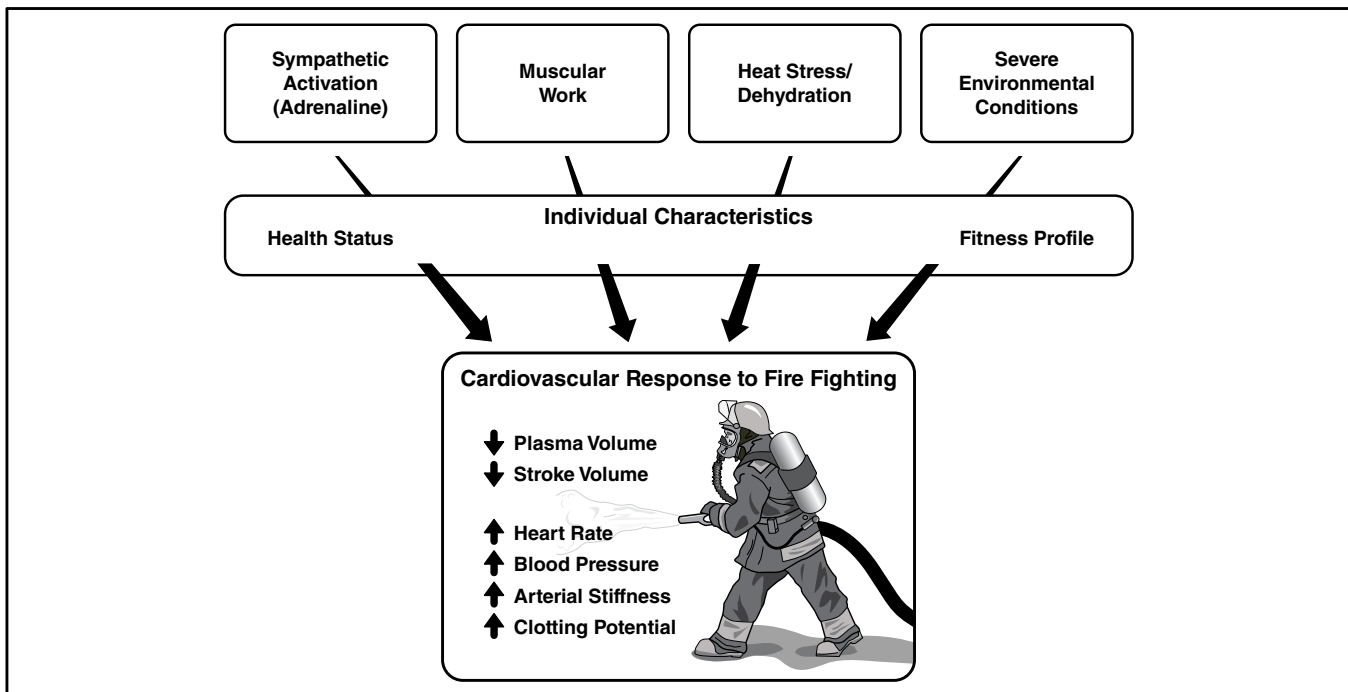 Sympathetic
Activation
(Adrenaline)
Muscular
Work
Heat Stress/
Dehydration
Severe
Environmental
Conditions
Individual Characteristics
Health Status
Fitness Profile
Cardiovascular Response to Fire Fighting
Plasma Volume
Stroke Volume
Heart Rate
Blood Pressure
Arterial Stiffness
Clotting Potential